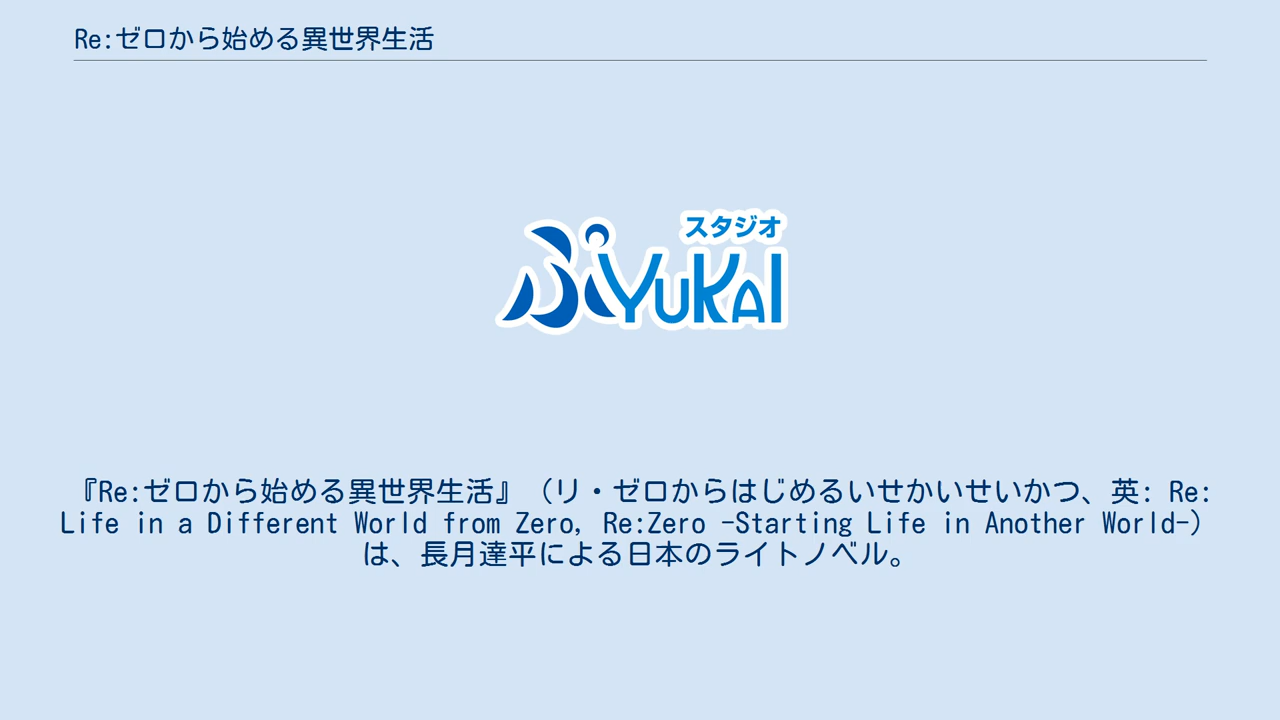 Re:ゼロから始める異世界生活
スタジオ
ぷYUKAI
『Re:ゼロから始める異世界生活』（リ・ゼロからはじめるいせかいせいかつ、英: Re:
Life in a Different World from Zero, Re:Zero -Starting Life in Another World-）
は、長月達平による日本のライトノベル。